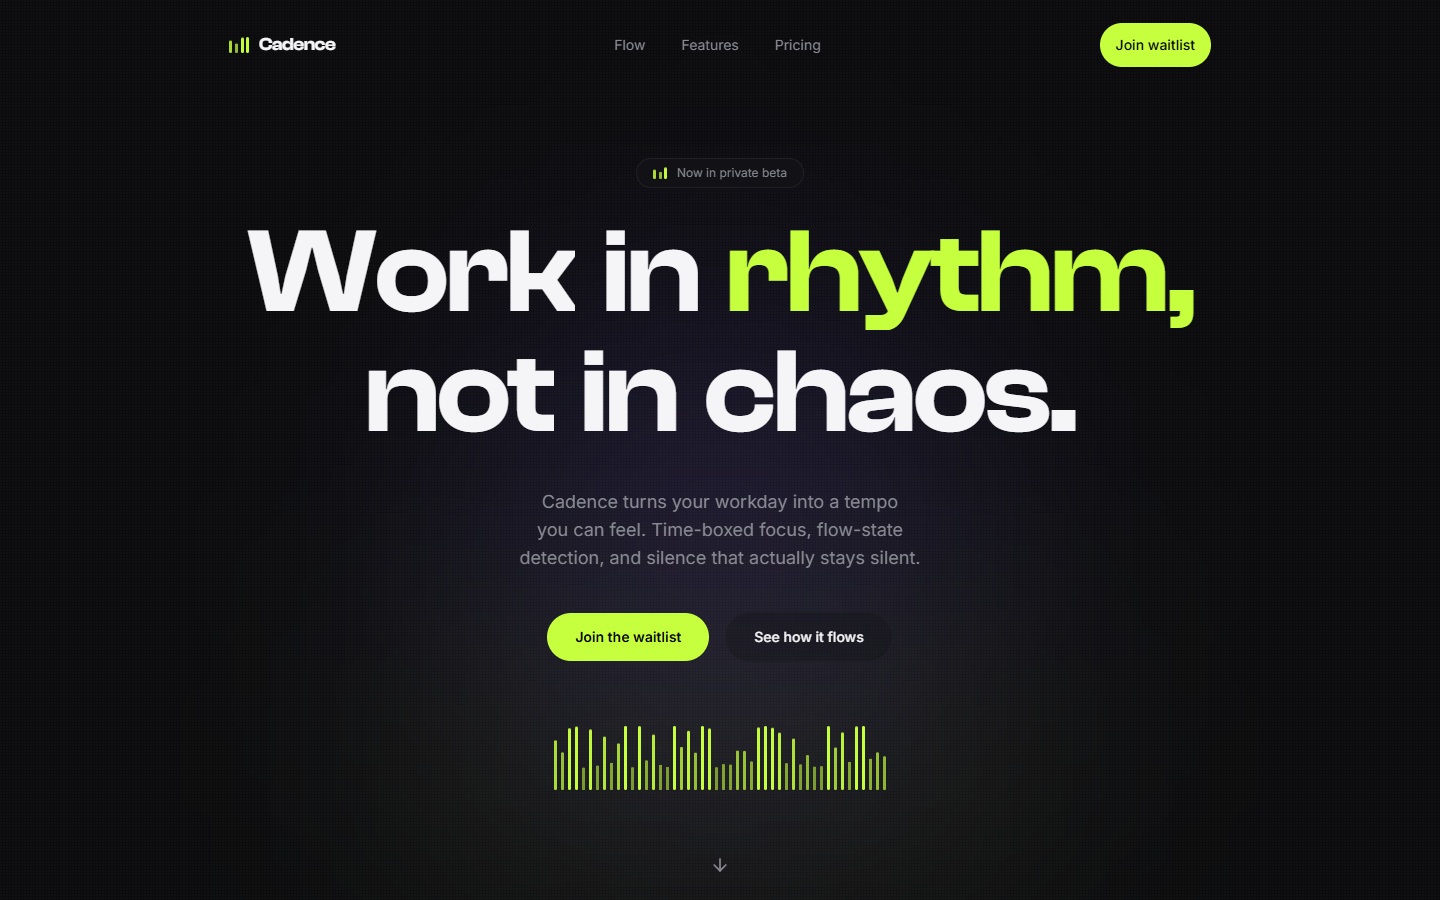 Cadence
Flow
Features
Pricing
Join waitlist
Now in private beta
Work in rhythm,
not in chaos.
Cadence turns your workday into a tempo
you can feel. Time-boxed focus, flow-state
detection, and silence that actually stays silent.
Join the waitlist
See how it flows